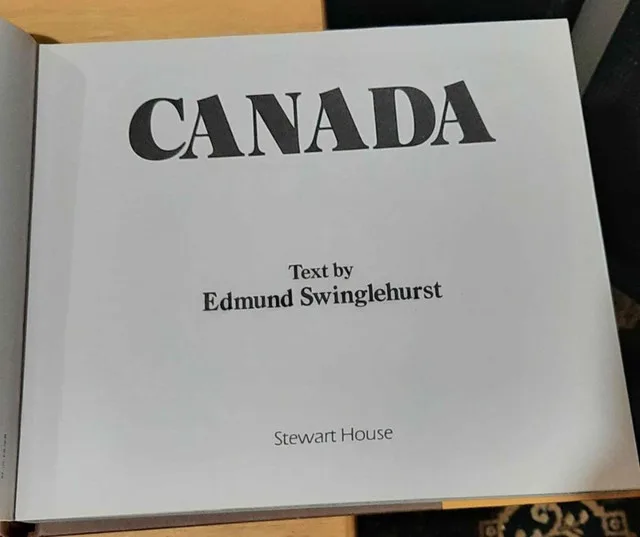 CANADA
Text by
Edmund Swinglehurst
Stewart House